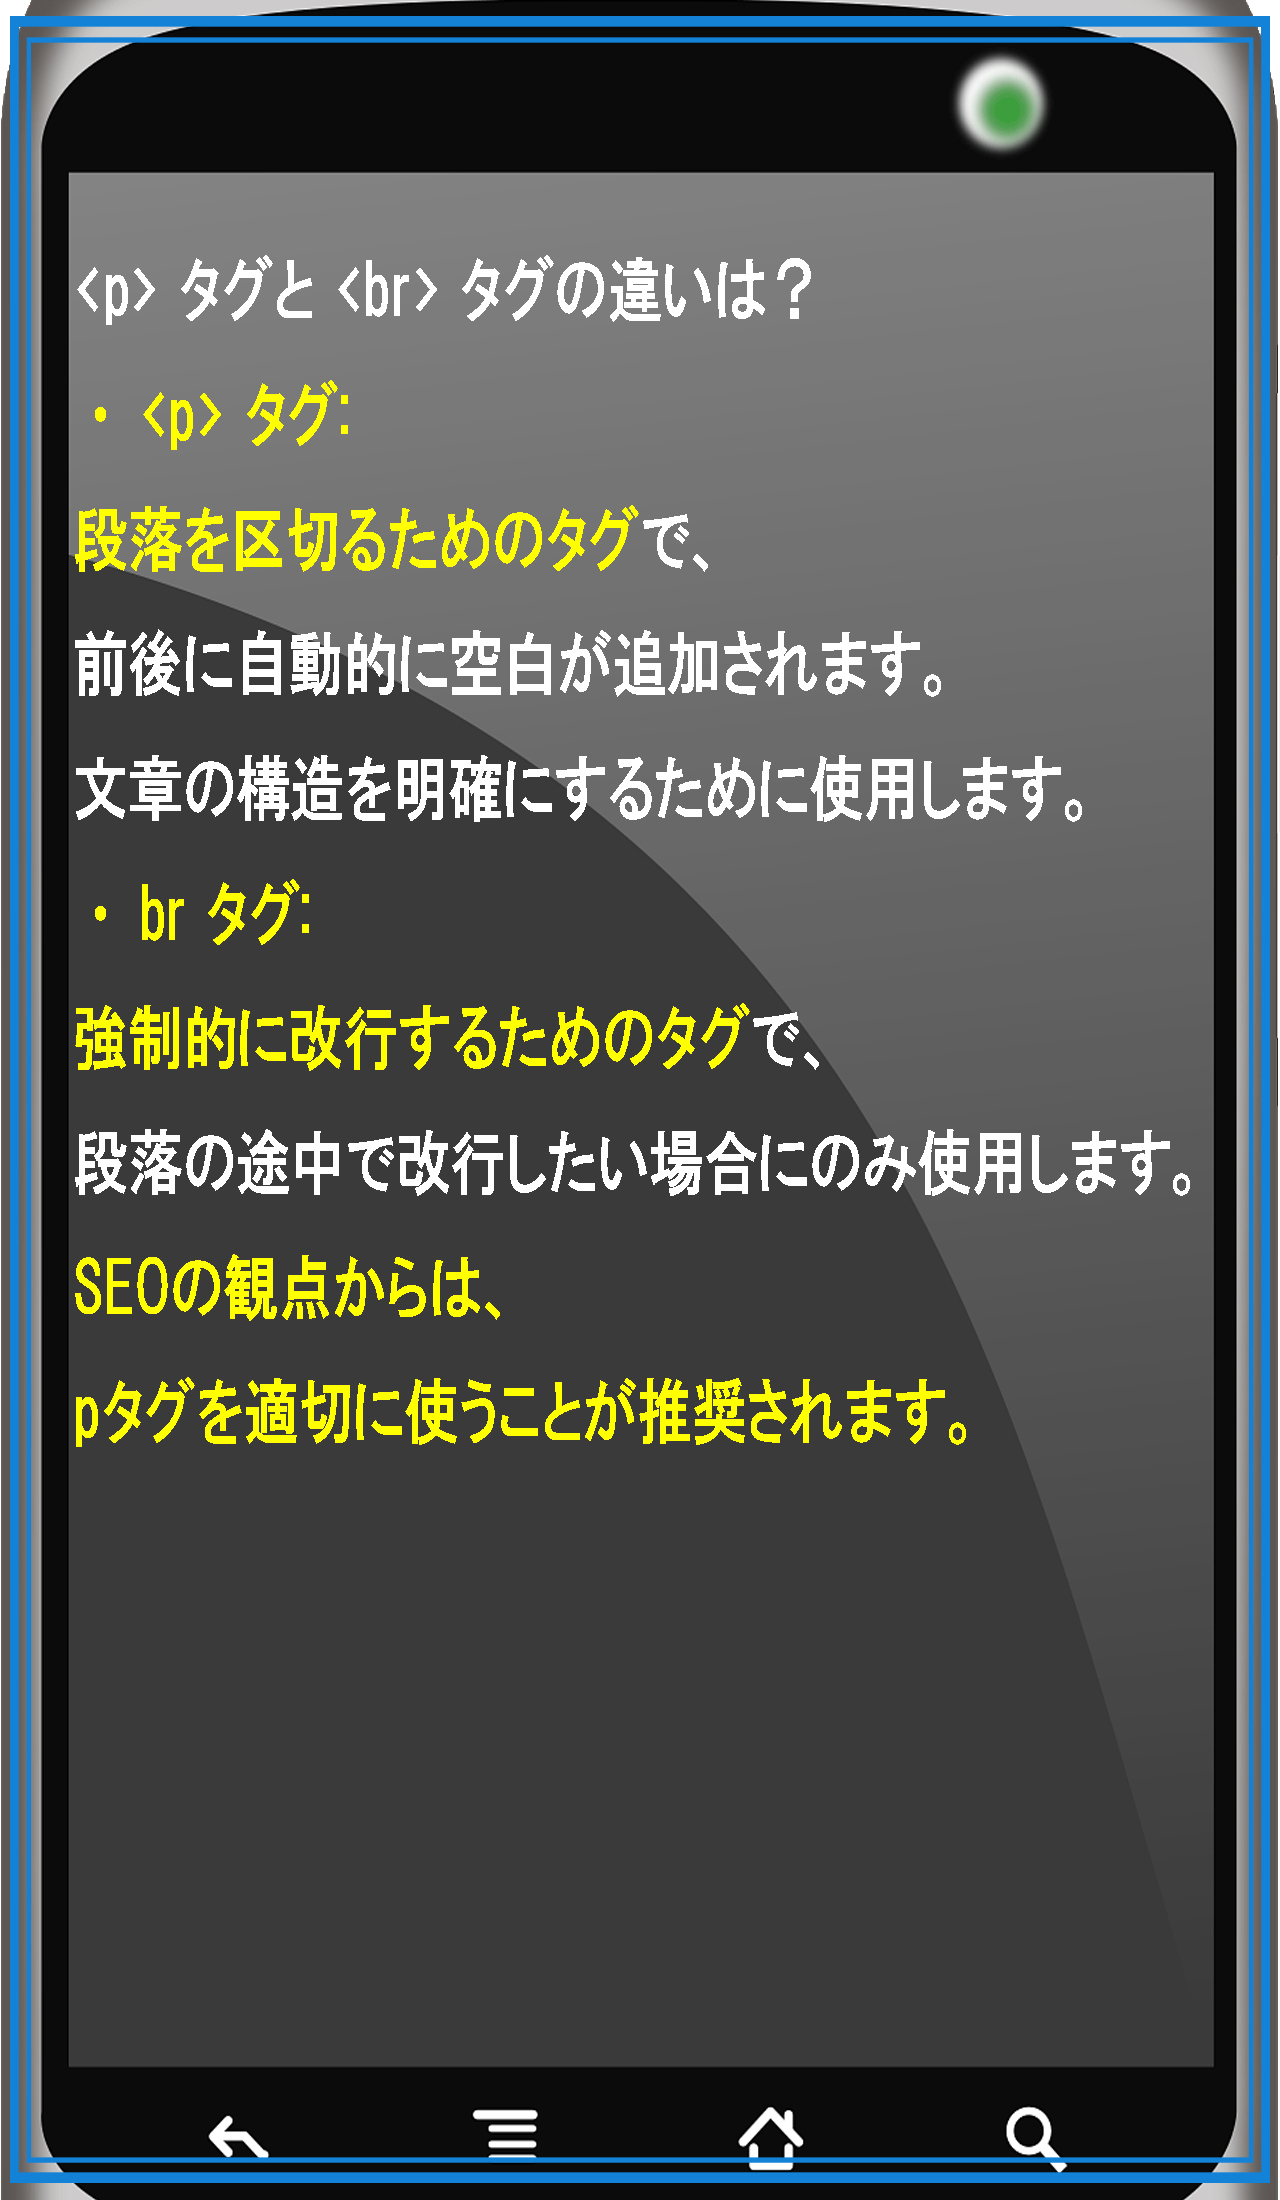 <p> タグと <br> タグの違いは？
・ <p> タグ:
段落を区切るためのタグで、
前後に自動的に空白が追加されます。
文章の構造を明確にするために使用します。
・ br タグ:
強制的に改行するためのタグで、
段落の途中で改行したい場合にのみ使用します。
SEOの観点からは、
pタグを適切に使うことが推奨されます。